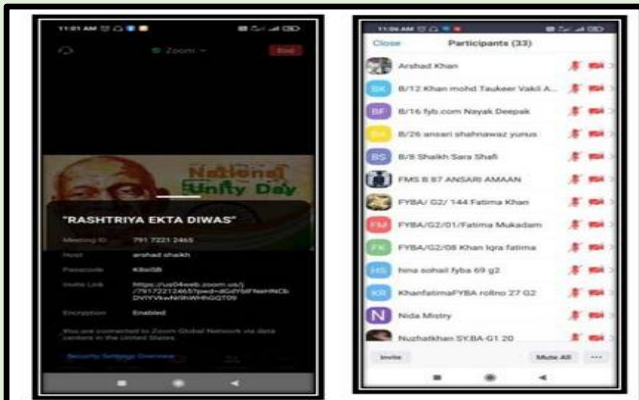 11:01 AM
Zoom
End
National
Unity Day
"RASHTRIYA EKTA DIWAS"
Meeting ID 791 7221 2465
Host arshad shaikh
Passcode
Invite Link https://us04web.zoom.us/j
Encryption Enabled
You are connected to Zoom Global Network via data
centers in the United States.
Security Settings Overview
11:06 AM
Close Participants (33)
Arshad Khan
BK B/12 Khan mohd Taukeer Vakil A...
BF B/16 fyb.com Nayak Deepak
B/26 ansari shahnawaz yunus
BS B/8 Shaikh Sara Shafi
FMS B 87 ANSARI AMAAN
FYBA/ G2/ 144 Fatima Khan
FM FYBA/G2/01/Fatima Mukadam
FK FYBA/G2/08 Khan Iqra fatima
HS hina sohail fyba 69 g2
KR KhanfatimaFYBA rollno 27 G2
N Nida Mistry
Nuzhatkhan SY.BA-G1 20
Invite Mute All ...